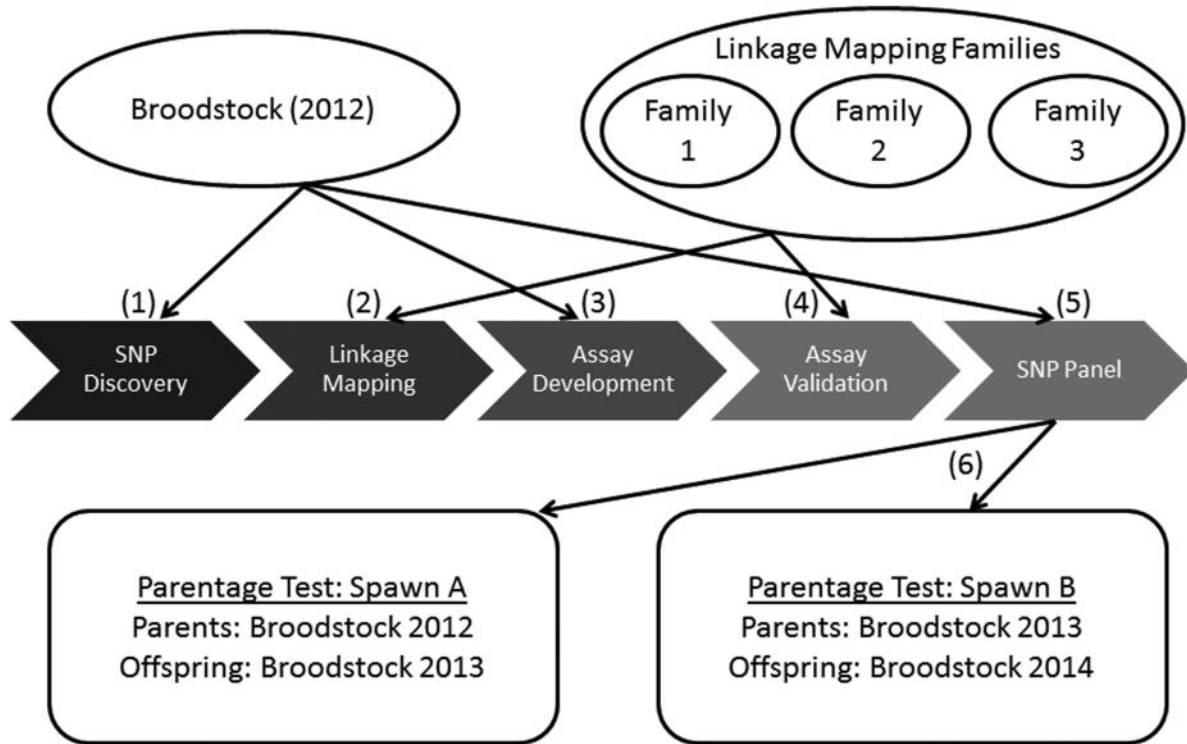 Broodstock (2012)
Linkage Mapping Families
Family
1
Family
2
Family
3
(1)
(2)
(3)
(4)
(5)
SNP
Discovery
Linkage
Mapping
Assay
Development
Assay
Validation
SNP Panel
(6)
Parentage Test: Spawn A
Parents: Broodstock 2012
Offspring: Broodstock 2013
Parentage Test: Spawn B
Parents: Broodstock 2013
Offspring: Broodstock 2014